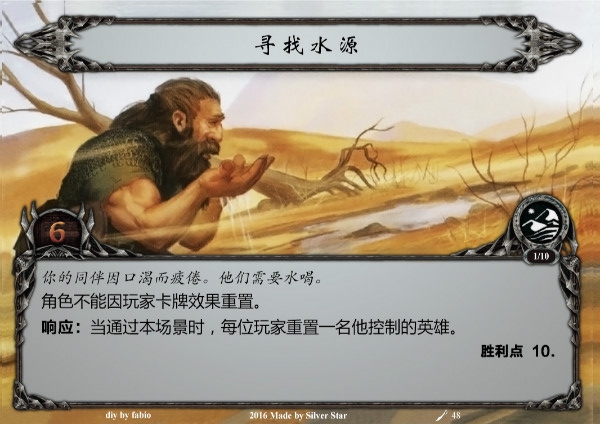 寻找水源
6
1/10
你的同伴因口渴而疲倦。他们需要水喝。
角色不能因玩家卡牌效果重置。
响应：当通过本场景时，每位玩家重置一名他控制的英雄。
胜利点 10.
diy by fabio 2016 Made by Silver Star 48